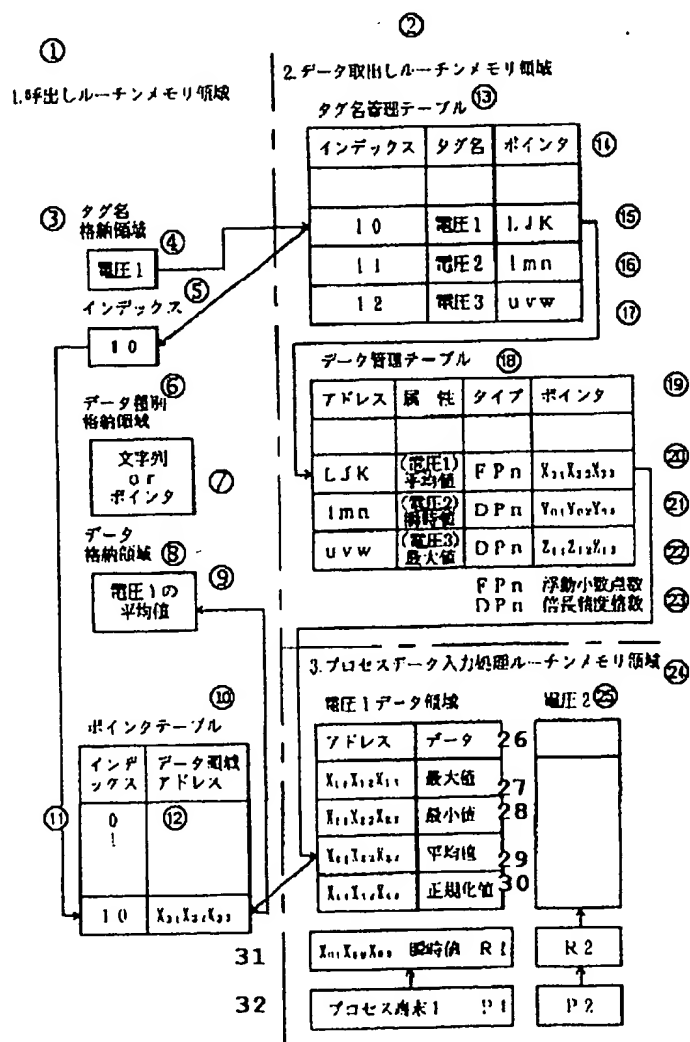 ①
②
1.呼出しルーチンメモリ領域
2.データ取出しルーチンメモリ領域
タグ名管理テーブル ⑬
インデックス タグ名 ポインタ ⑭
10 電圧1 IJK ⑮
11 電圧2 lmn ⑯
12 電圧3 uvw ⑰
③ タグ名
格納領域
④
電圧1
⑤
インデックス
10
⑥
データ種別
格納領域
文字列
or
ポインタ
⑦
データ
格納領域 ⑧
⑨
電圧1の
平均値
⑩
ポインタテーブル
インデ
ックス
データ領域
アドレス
⑪
0
1
⑫
10 X₃₁X₃₂X₃₃
データ管理テーブル ⑱
アドレス 属性 タイプ ポインタ ⑲
IJK (電圧1)
平均値 FPn X₃₁X₃₂X₃₃ ⑳
lmn (電圧2)
瞬時値 DPn ㉑
uvw (電圧3)
最大値 DPn ㉒
FPn 浮動小数点数
DPn 倍長精度整数 ㉓
3.プロセスデータ入力処理ルーチンメモリ領域 ㉔
電圧1データ領域
電圧2 ㉕
アドレス データ 26
最大値 27
最小値 28
平均値 29
正規化値 30
31 瞬時値 R1
R2
32 プロセス端末1 P1
P2